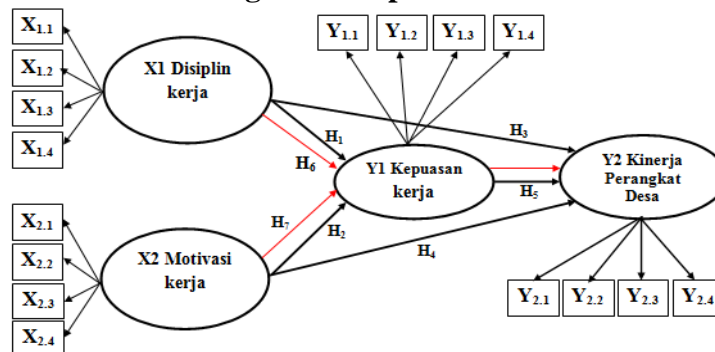 X1.1
X1.2
X1.3
X1.4
X1 Disiplin
kerja
Y1.1
Y1.2
Y1.3
Y1.4
H1
H6
H3
Y1 Kepuasan
kerja
Y2 Kinerja
Perangkat
Desa
H5
H7
H2
H4
X2.1
X2.2
X2.3
X2.4
X2 Motivasi
kerja
Y2.1
Y2.2
Y2.3
Y2.4